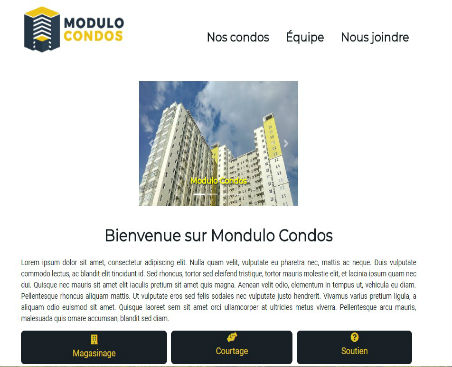 MODULO
CONDOS
Nos condos Équipe Nous joindre
Modulo Condos
Bienvenue sur Mondulo Condos
Lorem ipsum dolor sit amet, consectetur adipiscing elit. Nulla quam velit, vulputate eu pharetra nec, mattis ac neque. Duis vulputate
commodo lectus, ac blandit elit tincidunt id. Sed rhoncus, tortor sed eleifend tristique, tortor mauris molestie elit, et lacinia ipsum quam nec
dui. Quisque nec mauris sit amet elit iaculis pretium sit amet quis magna. Aenean velit odio, elementum in tempus ut, vehicula eu diam.
Pellentesque rhoncus aliquam mattis. Ut vulputate eros sed felis sodales nec vulputate justo hendrerit. Vivamus varius pretium ligula, a
aliquam odio euismod sit amet. Quisque laoreet sem sit amet orci ullamcorper at ultricies metus viverra. Pellentesque arcu mauris,
malesuada quis ornare accumsan, blandit sed diam.
Magasinage Courtage Soutien